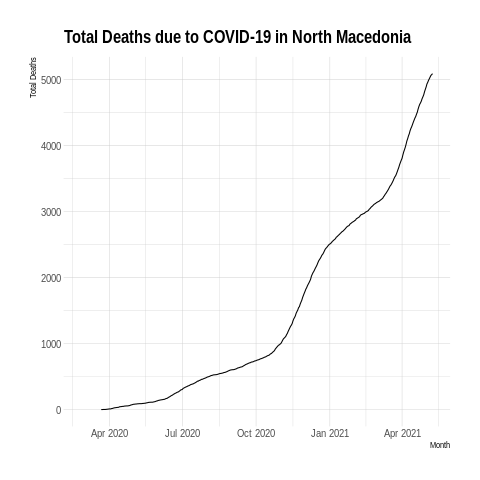 Total Deaths due to COVID-19 in North Macedonia
Total Deaths
5000
4000
3000
2000
1000
0
Apr 2020 Jul 2020 Oct 2020 Jan 2021 Apr 2021
Month